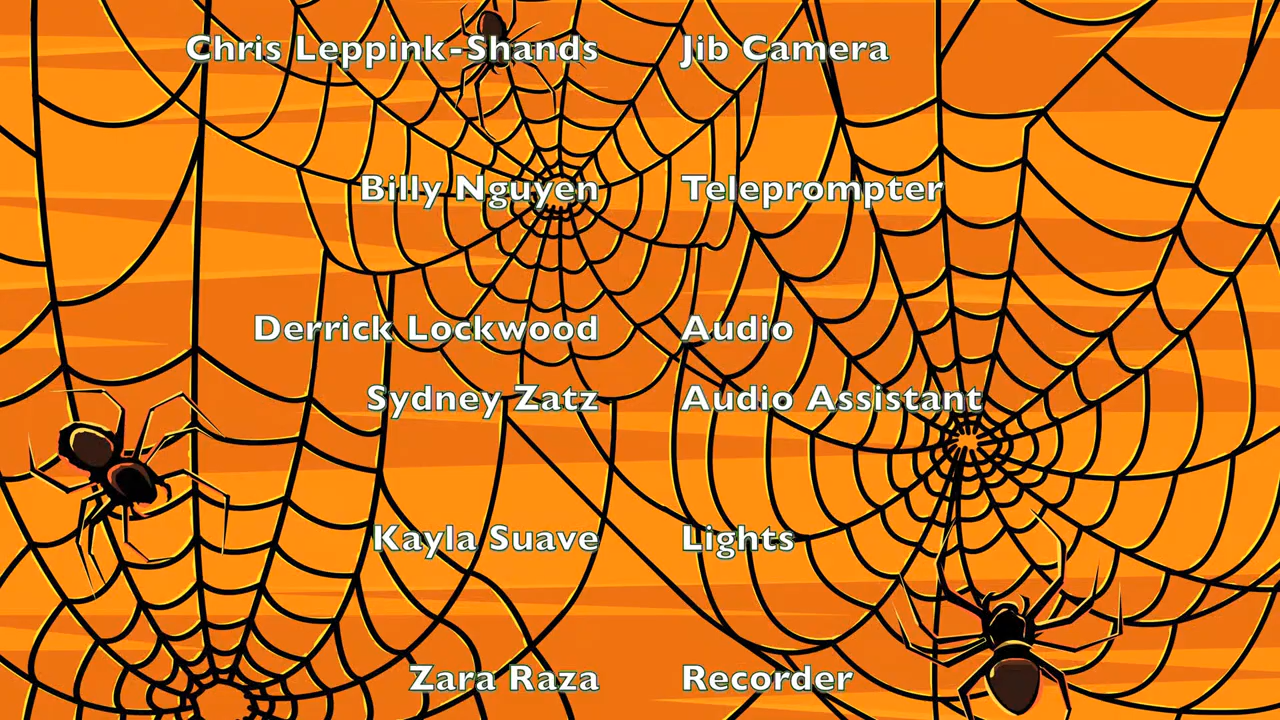 Chris Leppink-Shands Jib Camera
Billy Nguyen Teleprompter
Derrick Lockwood Audio
Sydney Zatz Audio Assistant
Kayla Suave Lights
Zara Raza Recorder